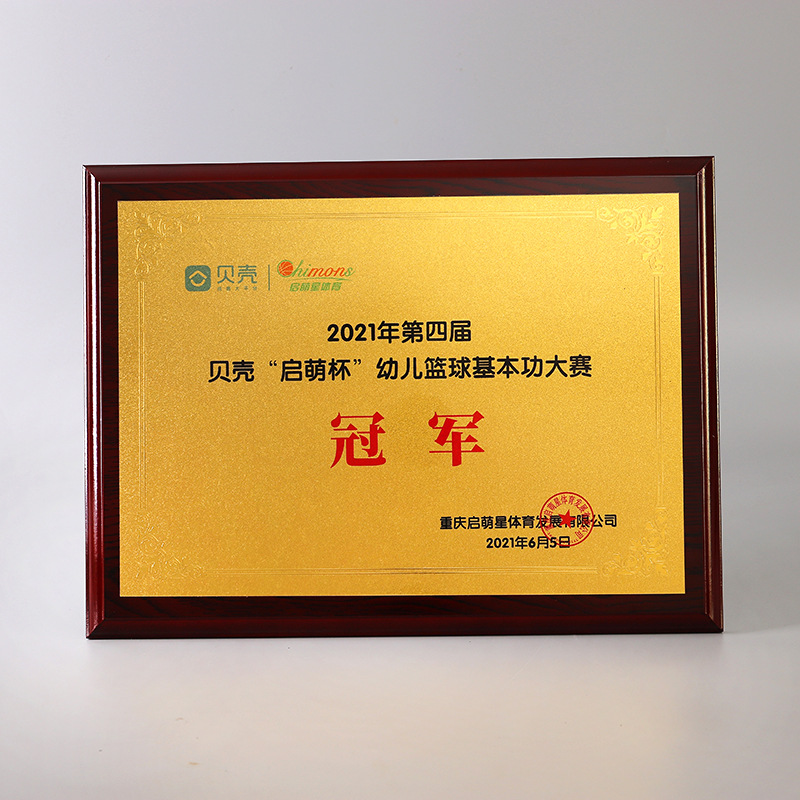 贝壳 | Qhimons
启萌星体育
2021年第四届
贝壳“启萌杯”幼儿篮球基本功大赛
冠军
重庆启萌星体育发展有限公司
2021年6月5日